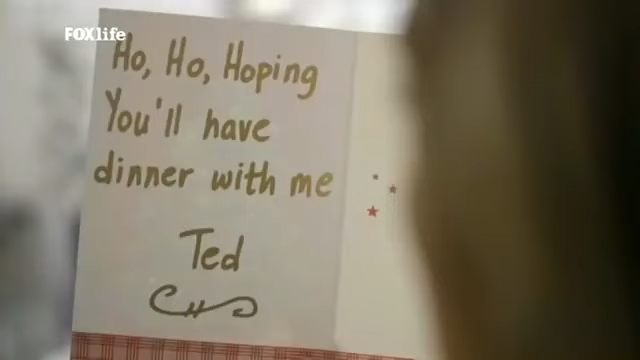 FOXlife
Ho, Ho, Hoping
You'll have
dinner with me
Ted